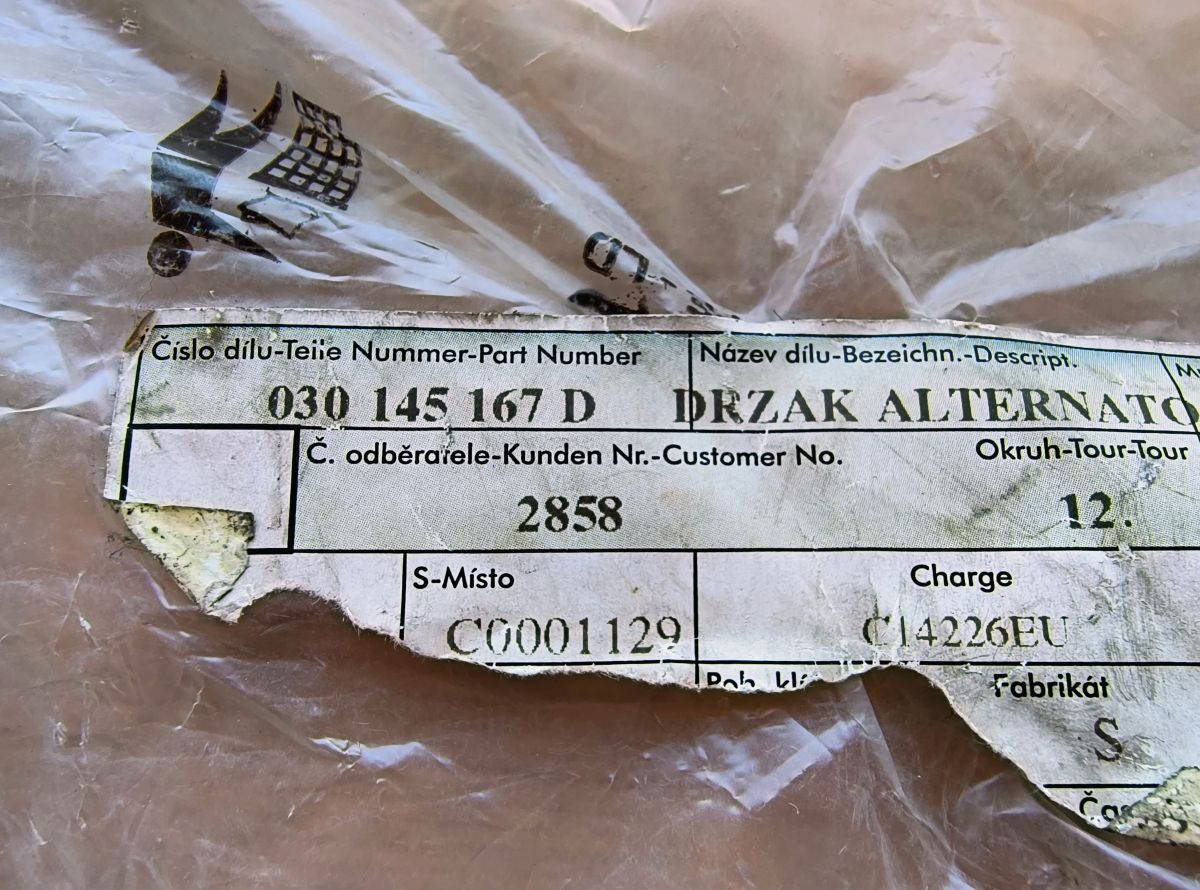 Číslo dílu-Teile Nummer-Part Number
Název dílu-Bezeichn.-Descript.
030 145 167 D
DRZAK ALTERNATO
Č. odběratele-Kunden Nr.-Customer No.
Okruh-Tour-Tour
2858
12.
S-Místo
Charge
C0001129
C14226EU
Fabrikát
S